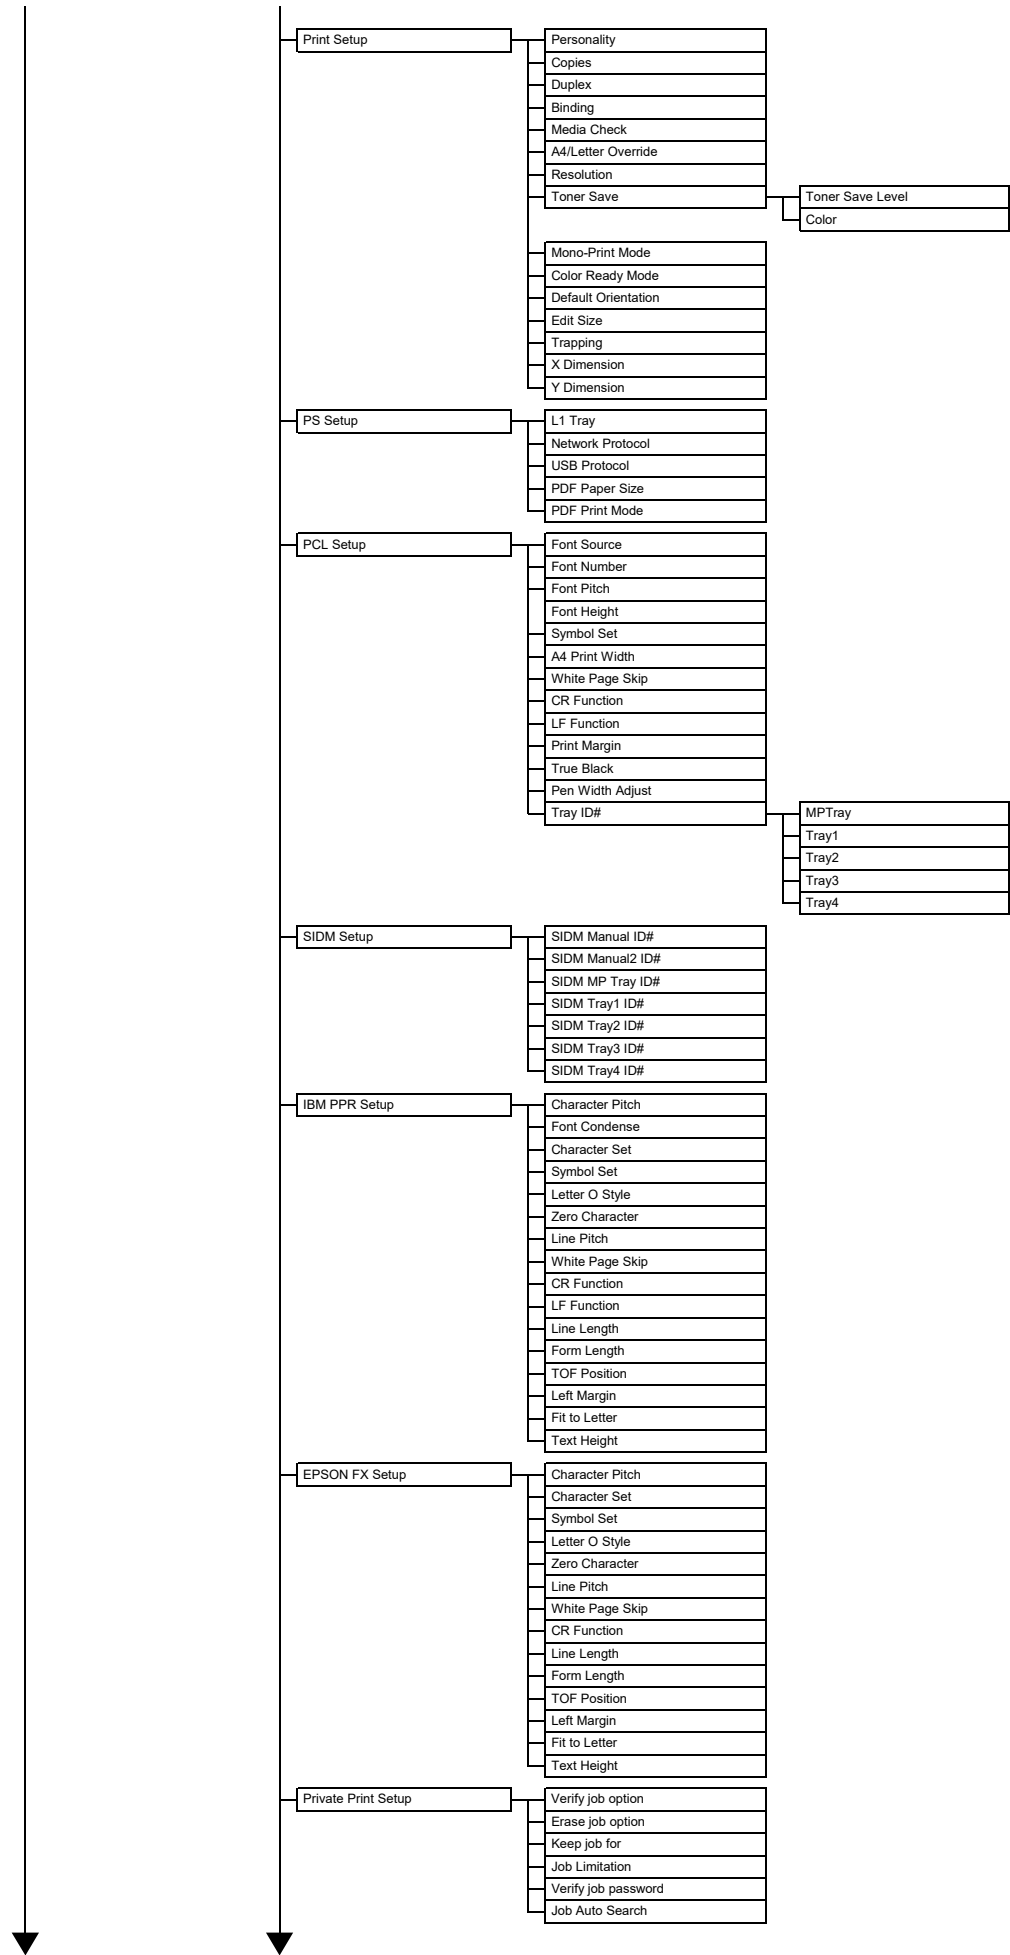 Print Setup
Personality
Copies
Duplex
Binding
Media Check
A4/Letter Override
Resolution
Toner Save
Toner Save Level
Color
Mono-Print Mode
Color Ready Mode
Default Orientation
Edit Size
Trapping
X Dimension
Y Dimension
PS Setup
L1 Tray
Network Protocol
USB Protocol
PDF Paper Size
PDF Print Mode
PCL Setup
Font Source
Font Number
Font Pitch
Font Height
Symbol Set
A4 Print Width
White Page Skip
CR Function
LF Function
Print Margin
True Black
Pen Width Adjust
Tray ID#
MPTray
Tray1
Tray2
Tray3
Tray4
SIDM Setup
SIDM Manual ID#
SIDM Manual2 ID#
SIDM MP Tray ID#
SIDM Tray1 ID#
SIDM Tray2 ID#
SIDM Tray3 ID#
SIDM Tray4 ID#
IBM PPR Setup
Character Pitch
Font Condense
Character Set
Symbol Set
Letter O Style
Zero Character
Line Pitch
White Page Skip
CR Function
LF Function
Line Length
Form Length
TOF Position
Left Margin
Fit to Letter
Text Height
EPSON FX Setup
Character Pitch
Character Set
Symbol Set
Letter O Style
Zero Character
Line Pitch
White Page Skip
CR Function
Line Length
Form Length
TOF Position
Left Margin
Fit to Letter
Text Height
Private Print Setup
Verify job option
Erase job option
Keep job for
Job Limitation
Verify job password
Job Auto Search